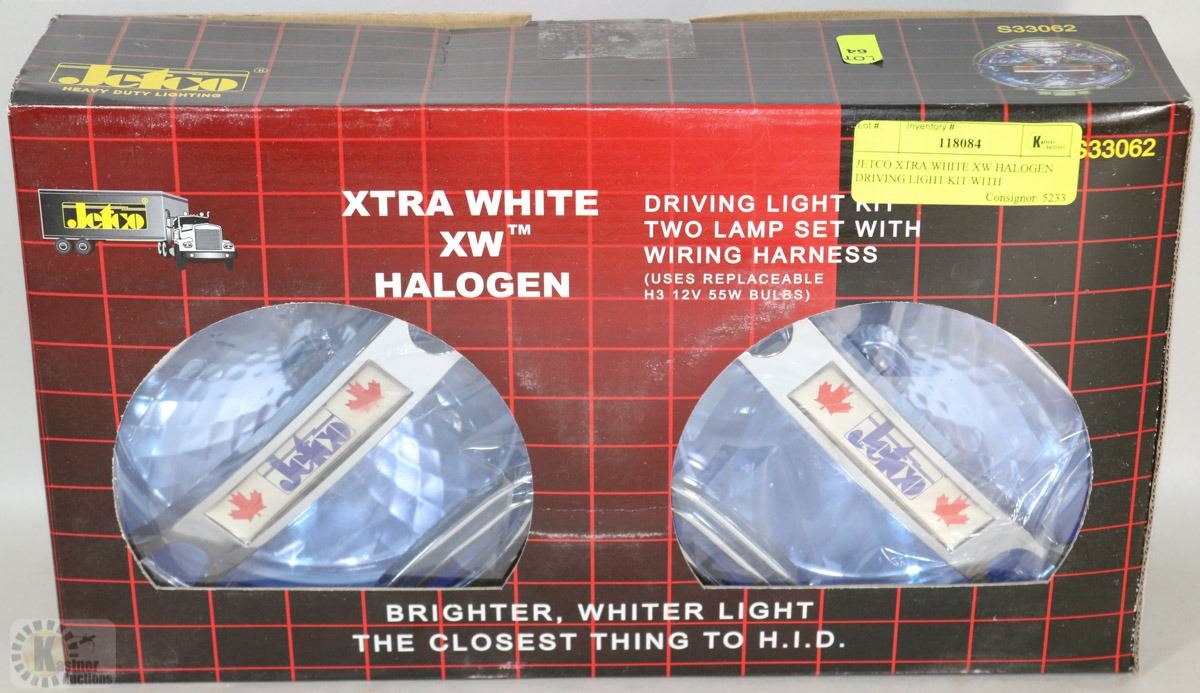 S33062
Jetco®
HEAVY DUTY LIGHTING
LOT
64
Lot # Inventory #
118084
JETCO XTRA WHITE XW HALOGEN
DRIVING LIGHT KIT WITH
Consignor: 5233
S33062
Jetco
XTRA WHITE
XW™
HALOGEN
DRIVING LIGHT KIT
TWO LAMP SET WITH
WIRING HARNESS
(USES REPLACEABLE
H3 12V 55W BULBS)
Jetco
Jetco
BRIGHTER, WHITER LIGHT
THE CLOSEST THING TO H.I.D.
Kastner
Auctions